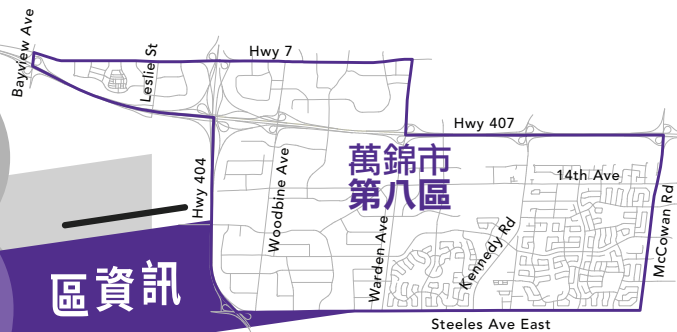 Bayview Ave
Leslie St
Hwy 7
Hwy 407
Hwy 404
Woodbine Ave
萬錦市
第八區
14th Ave
Warden Ave
Kennedy Rd
McCowan Rd
區資訊
Steeles Ave East